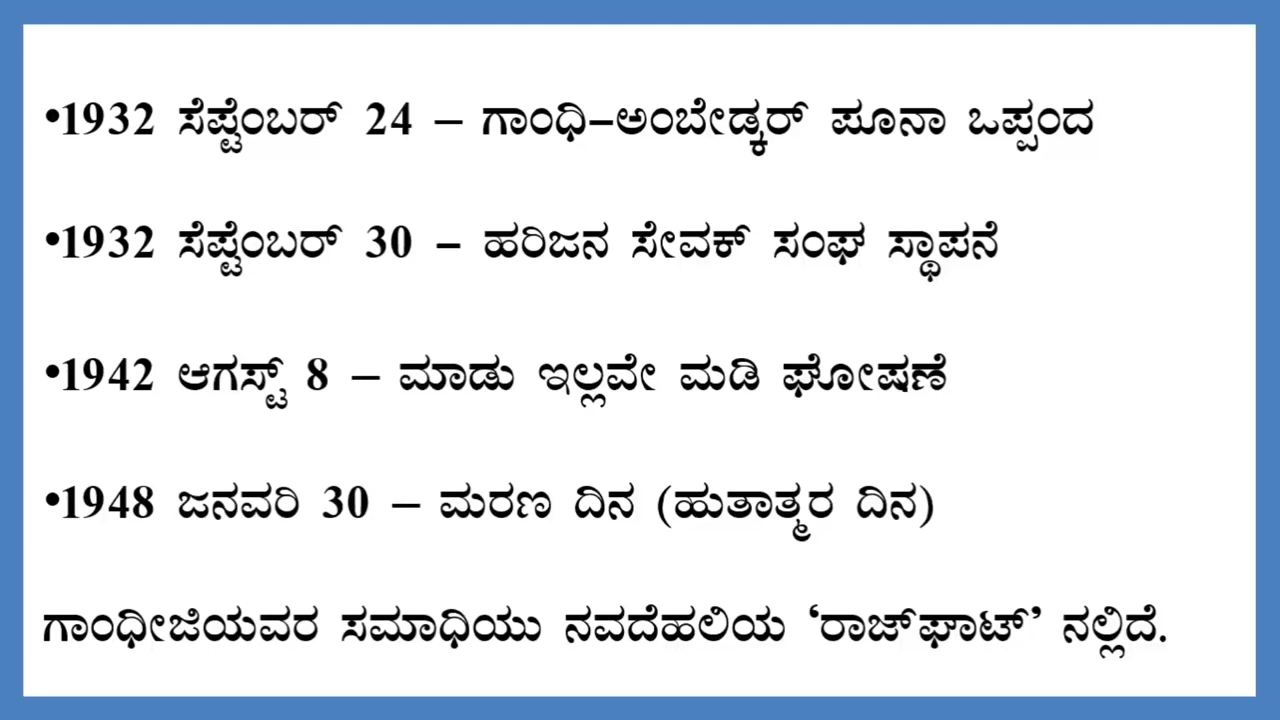 •1932 ಸೆಪ್ಟೆಂಬರ್ 24 – ಗಾಂಧಿ–ಅಂಬೇಡ್ಕರ್ ಪೂನಾ ಒಪ್ಪಂದ
•1932 ಸೆಪ್ಟೆಂಬರ್ 30 – ಹರಿಜನ ಸೇವಕ್ ಸಂಘ ಸ್ಥಾಪನೆ
•1942 ಆಗಸ್ಟ್ 8 – ಮಾಡು ಇಲ್ಲವೇ ಮಡಿ ಘೋಷಣೆ
•1948 ಜನವರಿ 30 – ಮರಣ ದಿನ (ಹುತಾತ್ಮರ ದಿನ)
ಗಾಂಧೀಜಿಯವರ ಸಮಾಧಿಯು ನವದೆಹಲಿಯ ‘ರಾಜ್‌ಘಾಟ್’ ನಲ್ಲಿದೆ.